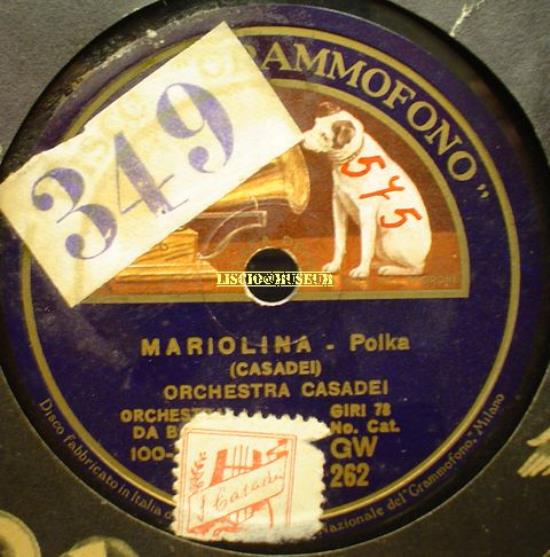 "GRAMMOFONO"
349
575
LISCIO@MUSEUM
MARIOLINA - Polka
(CASADEI)
ORCHESTRA CASADEI
GIRI 78
DA No. Cat.
100- GW
262
Casadei
Disco fabbricato in Italia Nazionale del "Grammofono, Milano